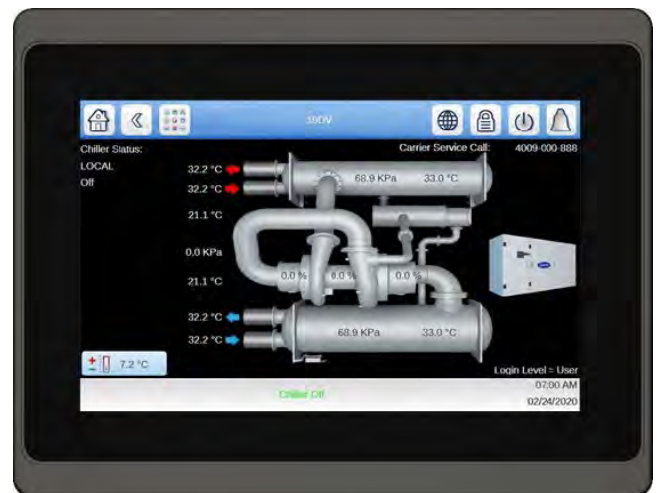 19DV
Chiller Status:
Carrier Service Call: 4009-000-888
LOCAL
Off
32.2 °C
32.2 °C
68.9 KPa 33.0 °C
21.1 °C
0.0 KPa
0.0 % 0.0 % 0.0 %
21.1 °C
32.2 °C
32.2 °C
68.9 KPa 33.0 °C
7.2 °C
Login Level = User
Chiller Off
07:00 AM
02/24/2020